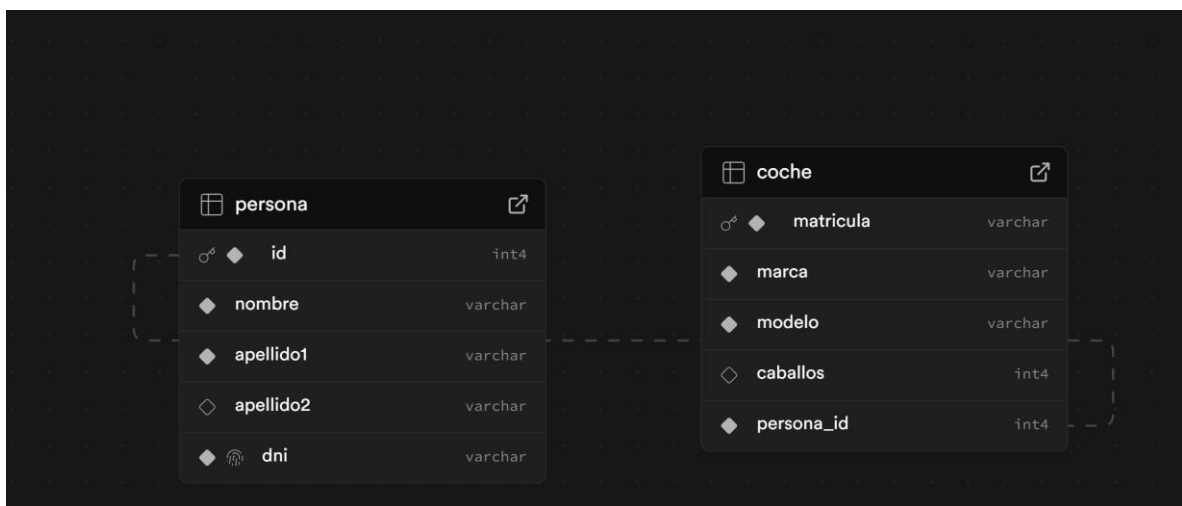 persona
id int4
nombre varchar
apellido1 varchar
apellido2 varchar
dni varchar
coche
matricula varchar
marca varchar
modelo varchar
caballos int4
persona_id int4